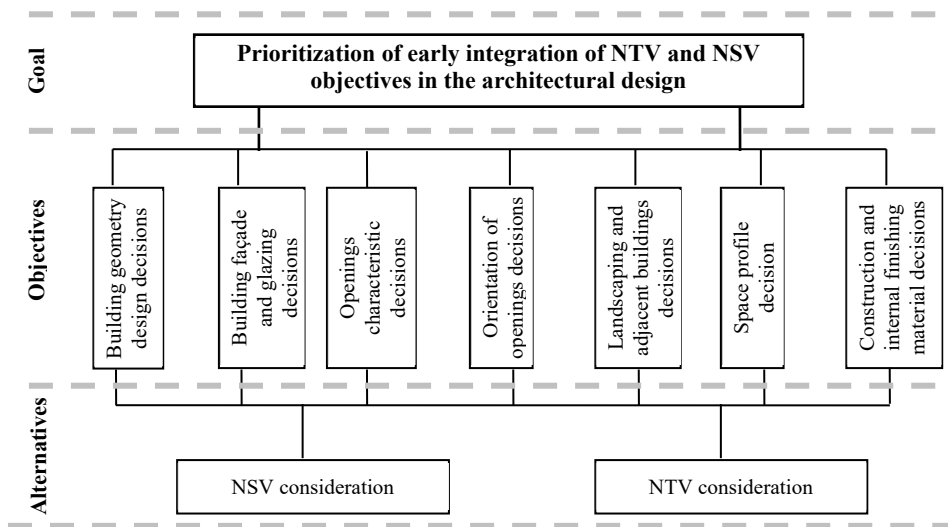 Goal
Prioritization of early integration of NTV and NSV
objectives in the architectural design
Objectives
Building geometry
design decisions
Building façade
and glazing
decisions
Openings
characteristic
decisions
Orientation of
openings decisions
Landscaping and
adjacent buildings
decisions
Space profile
decision
Construction and
internal finishing
material decisions
Alternatives
NSV consideration
NTV consideration